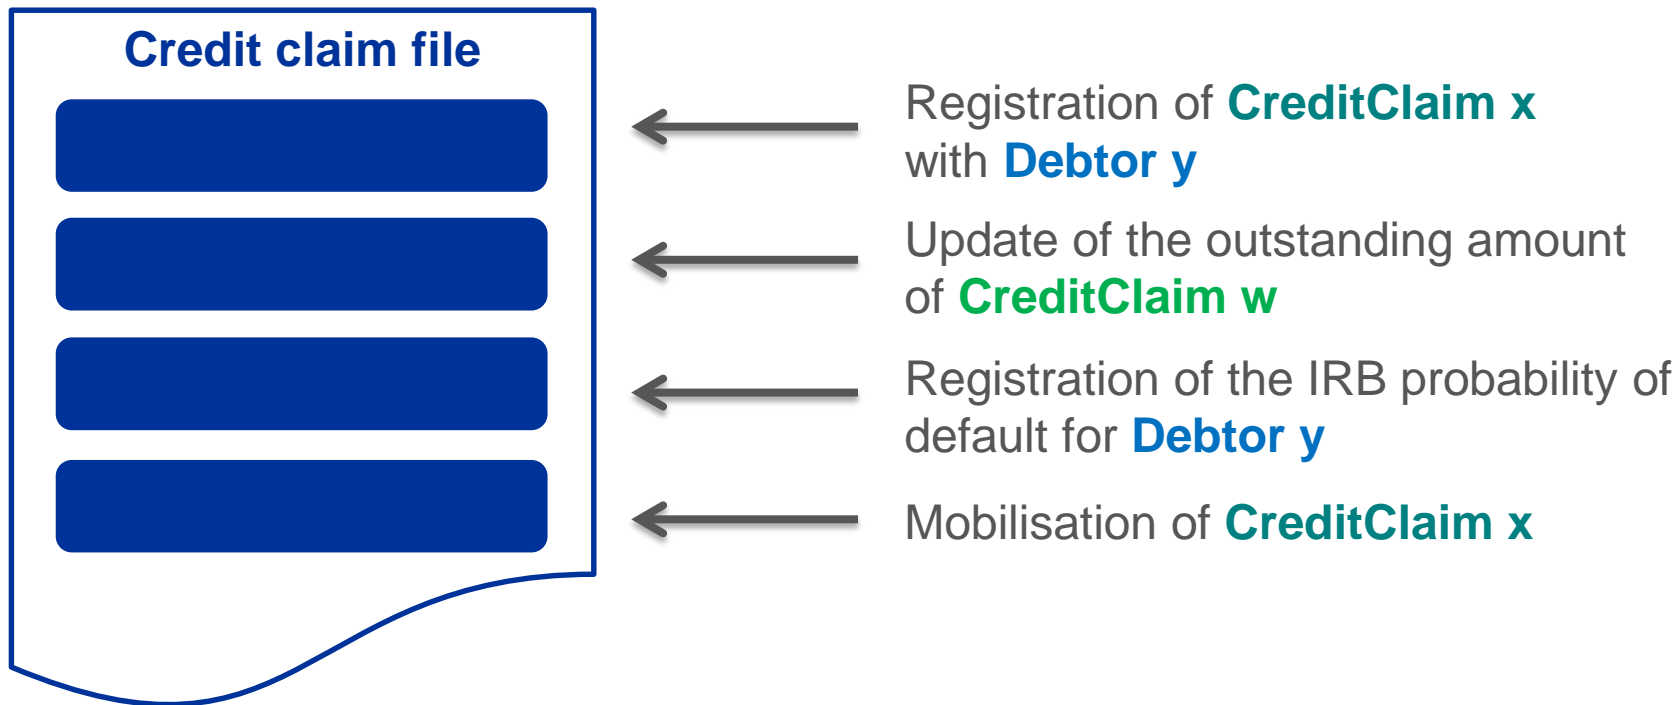 Credit claim file
Registration of CreditClaim x
with Debtor y
Update of the outstanding amount
of CreditClaim w
Registration of the IRB probability of
default for Debtor y
Mobilisation of CreditClaim x